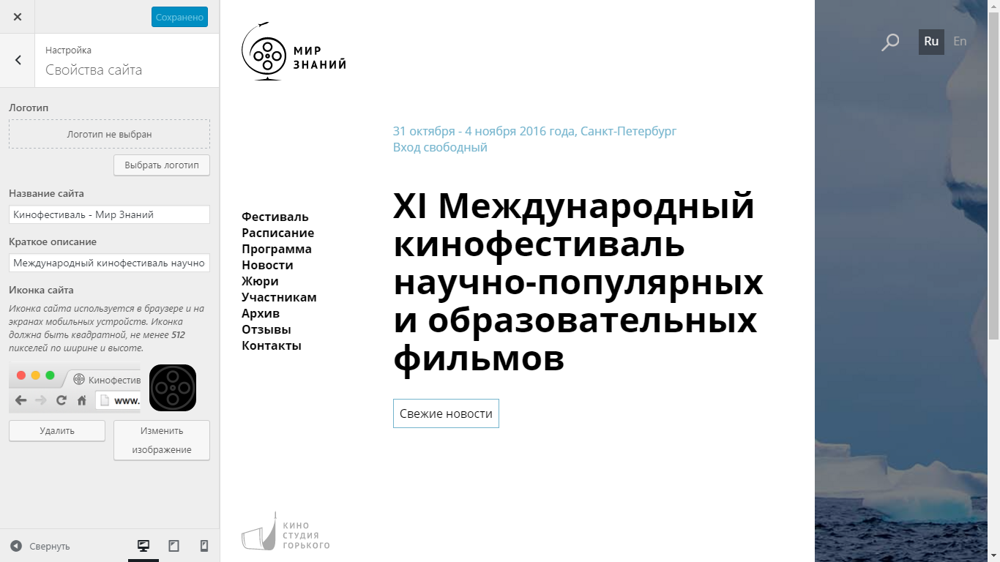 Сохранено
Настройка
Свойства сайта
Логотип
Логотип не выбран
Выбрать логотип
Название сайта
Кинофестиваль - Мир Знаний
Краткое описание
Международный кинофестиваль научно
Иконка сайта
Иконка сайта используется в браузере и на
экранах мобильных устройств. Иконка
должна быть квадратной, не менее 512
пикселей по ширине и высоте.
Кинофестив
www.
Удалить
Изменить
изображение
Свернуть
МИР
ЗНАНИЙ
Ru En
31 октября - 4 ноября 2016 года, Санкт-Петербург
Вход свободный
Фестиваль
Расписание
Программа
Новости
Жюри
Участникам
Архив
Отзывы
Контакты
XI Международный
кинофестиваль
научно-популярных
и образовательных
фильмов
Свежие новости
КИНО
СТУДИЯ
ГОРЬКОГО